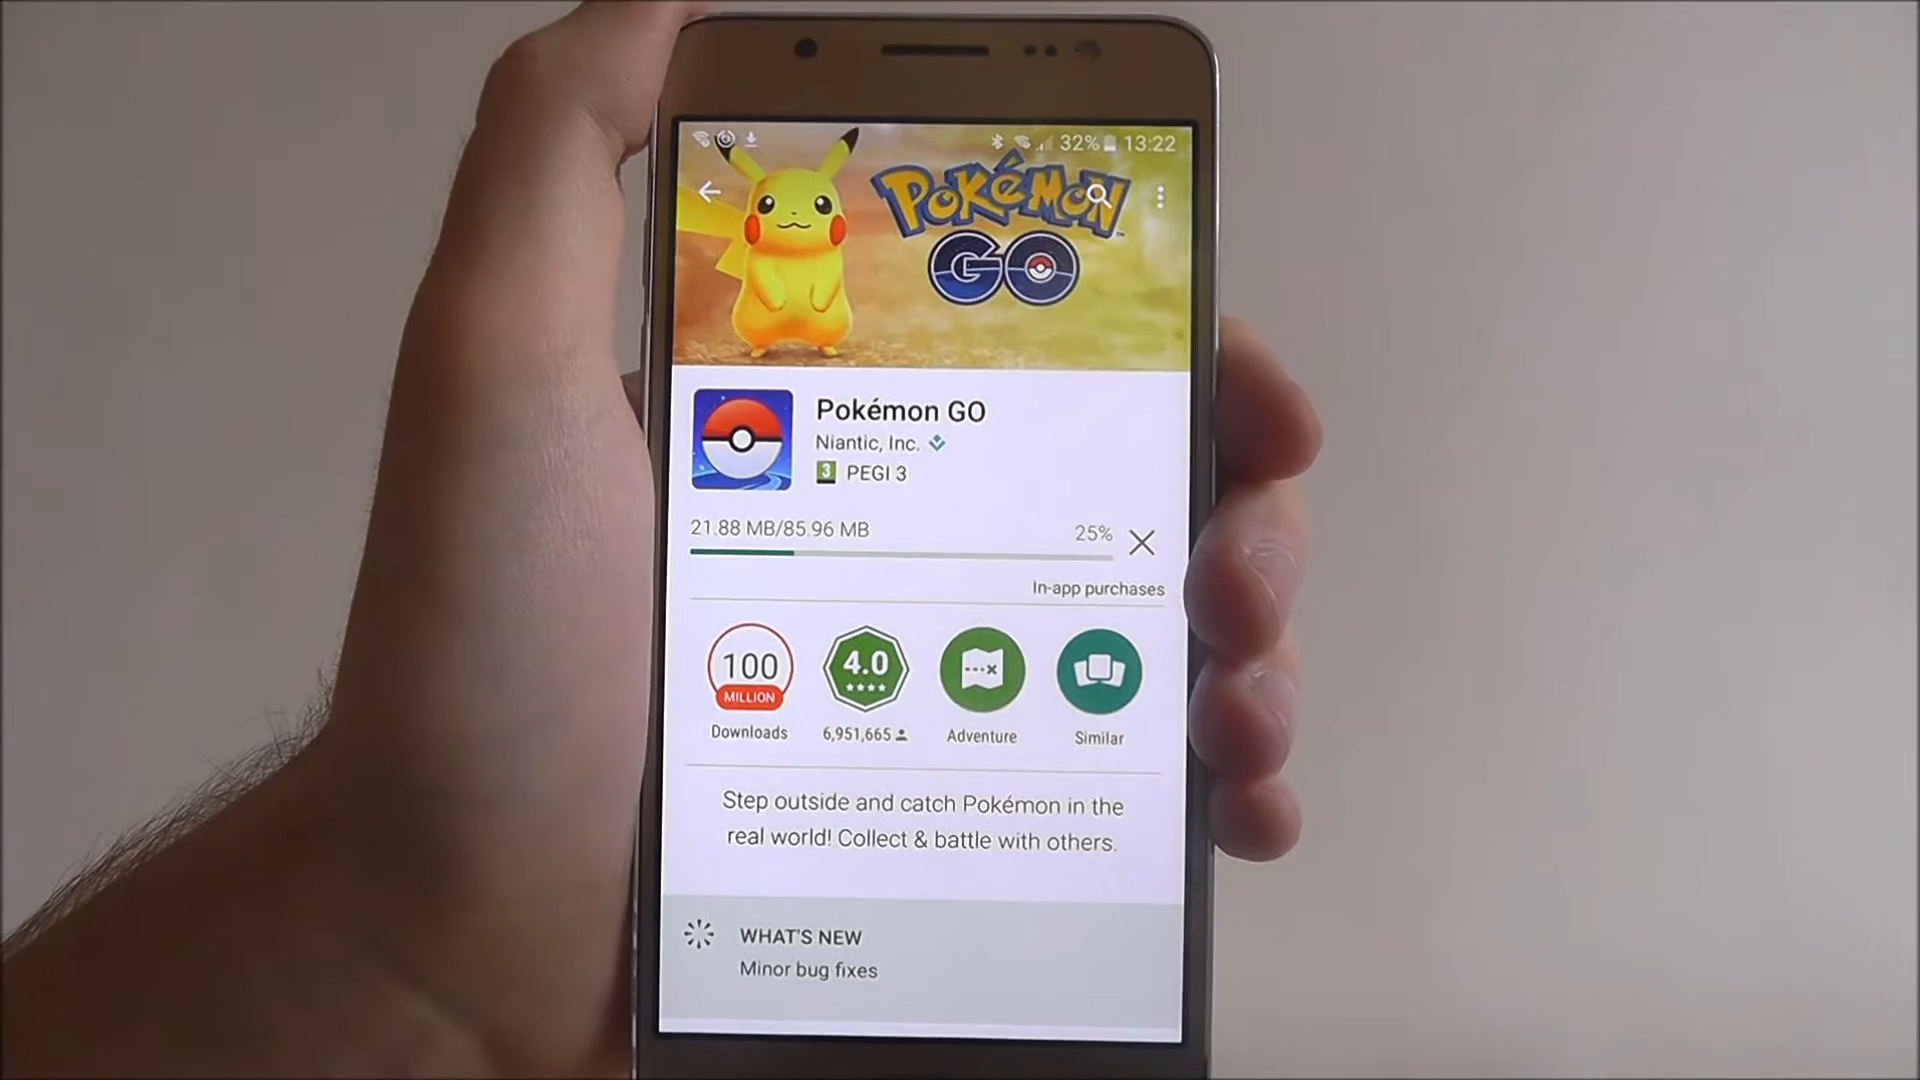 32% 13:22
POKéMON
GO
Pokémon GO
Niantic, Inc.
3 PEGI 3
21.88 MB/85.96 MB 25%
In-app purchases
100
MILLION
4.0
Downloads 6,951,665 Adventure Similar
Step outside and catch Pokémon in the
real world! Collect & battle with others.
WHAT'S NEW
Minor bug fixes